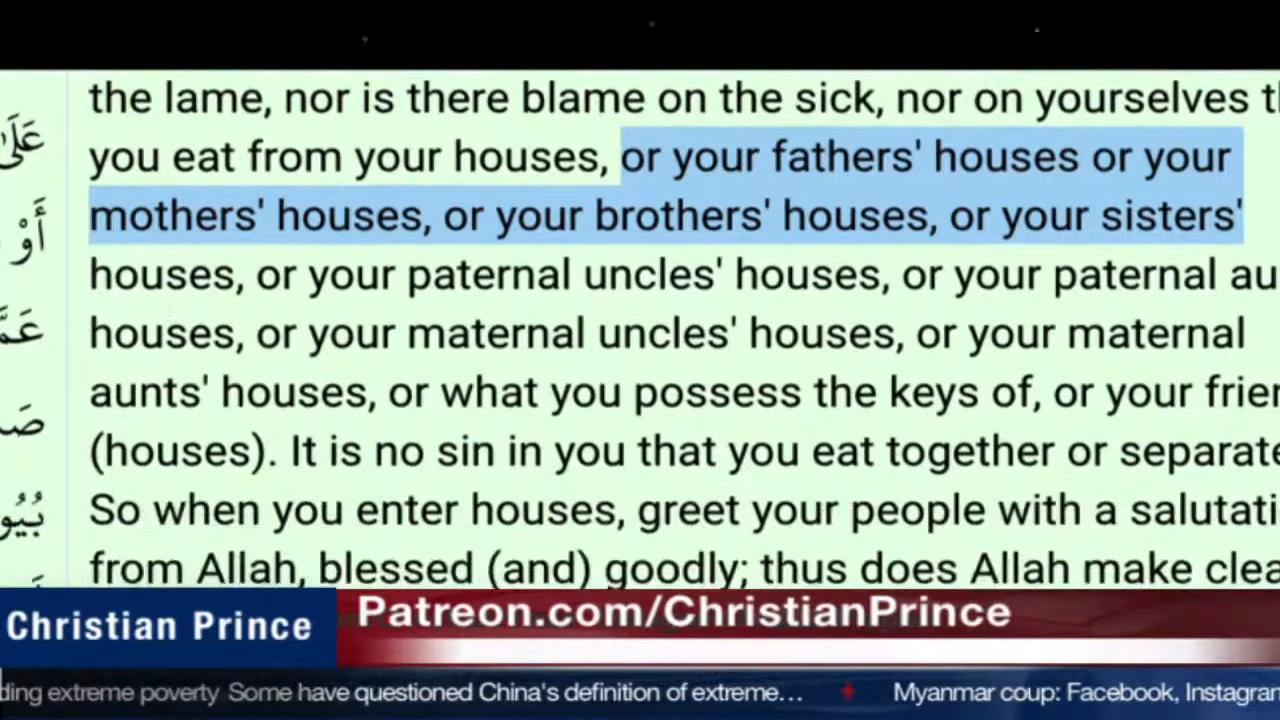 the lame, nor is there blame on the sick, nor on yourselves
you eat from your houses, or your fathers' houses or your
mothers' houses, or your brothers' houses, or your sisters'
houses, or your paternal uncles' houses, or your paternal
houses, or your maternal uncles' houses, or your maternal
aunts' houses, or what you possess the keys of, or your
(houses). It is no sin in you that you eat together or
So when you enter houses, greet your people with a
from Allah, blessed (and) goodly; thus does Allah make
عَلَىٰ
أَوْ
Christian Prince
Patreon.com/ChristianPrince
extreme poverty Some have questioned China's definition of extreme... Myanmar coup: Facebook,